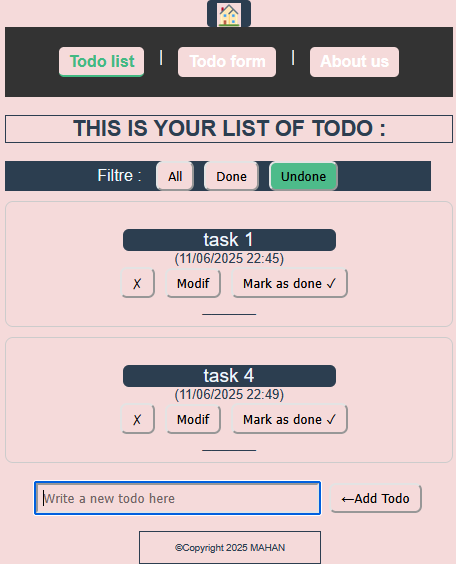 Todo list | Todo form | About us
THIS IS YOUR LIST OF TODO :
Filtre : All Done Undone
task 1
(11/06/2025 22:45)
X Modif Mark as done ✓
task 4
(11/06/2025 22:49)
X Modif Mark as done ✓
Write a new todo here ←Add Todo
©Copyright 2025 MAHAN